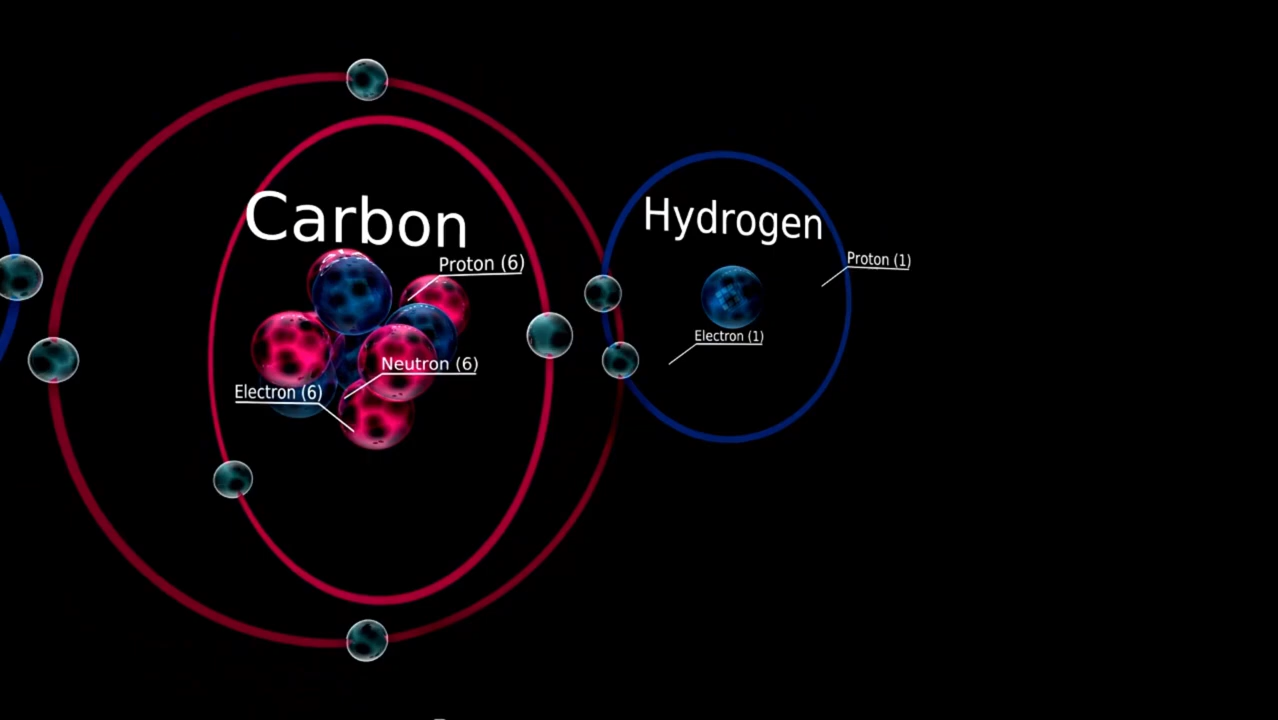 Carbon
Hydrogen
Proton (6)
Proton (1)
Electron (1)
Neutron (6)
Electron (6)